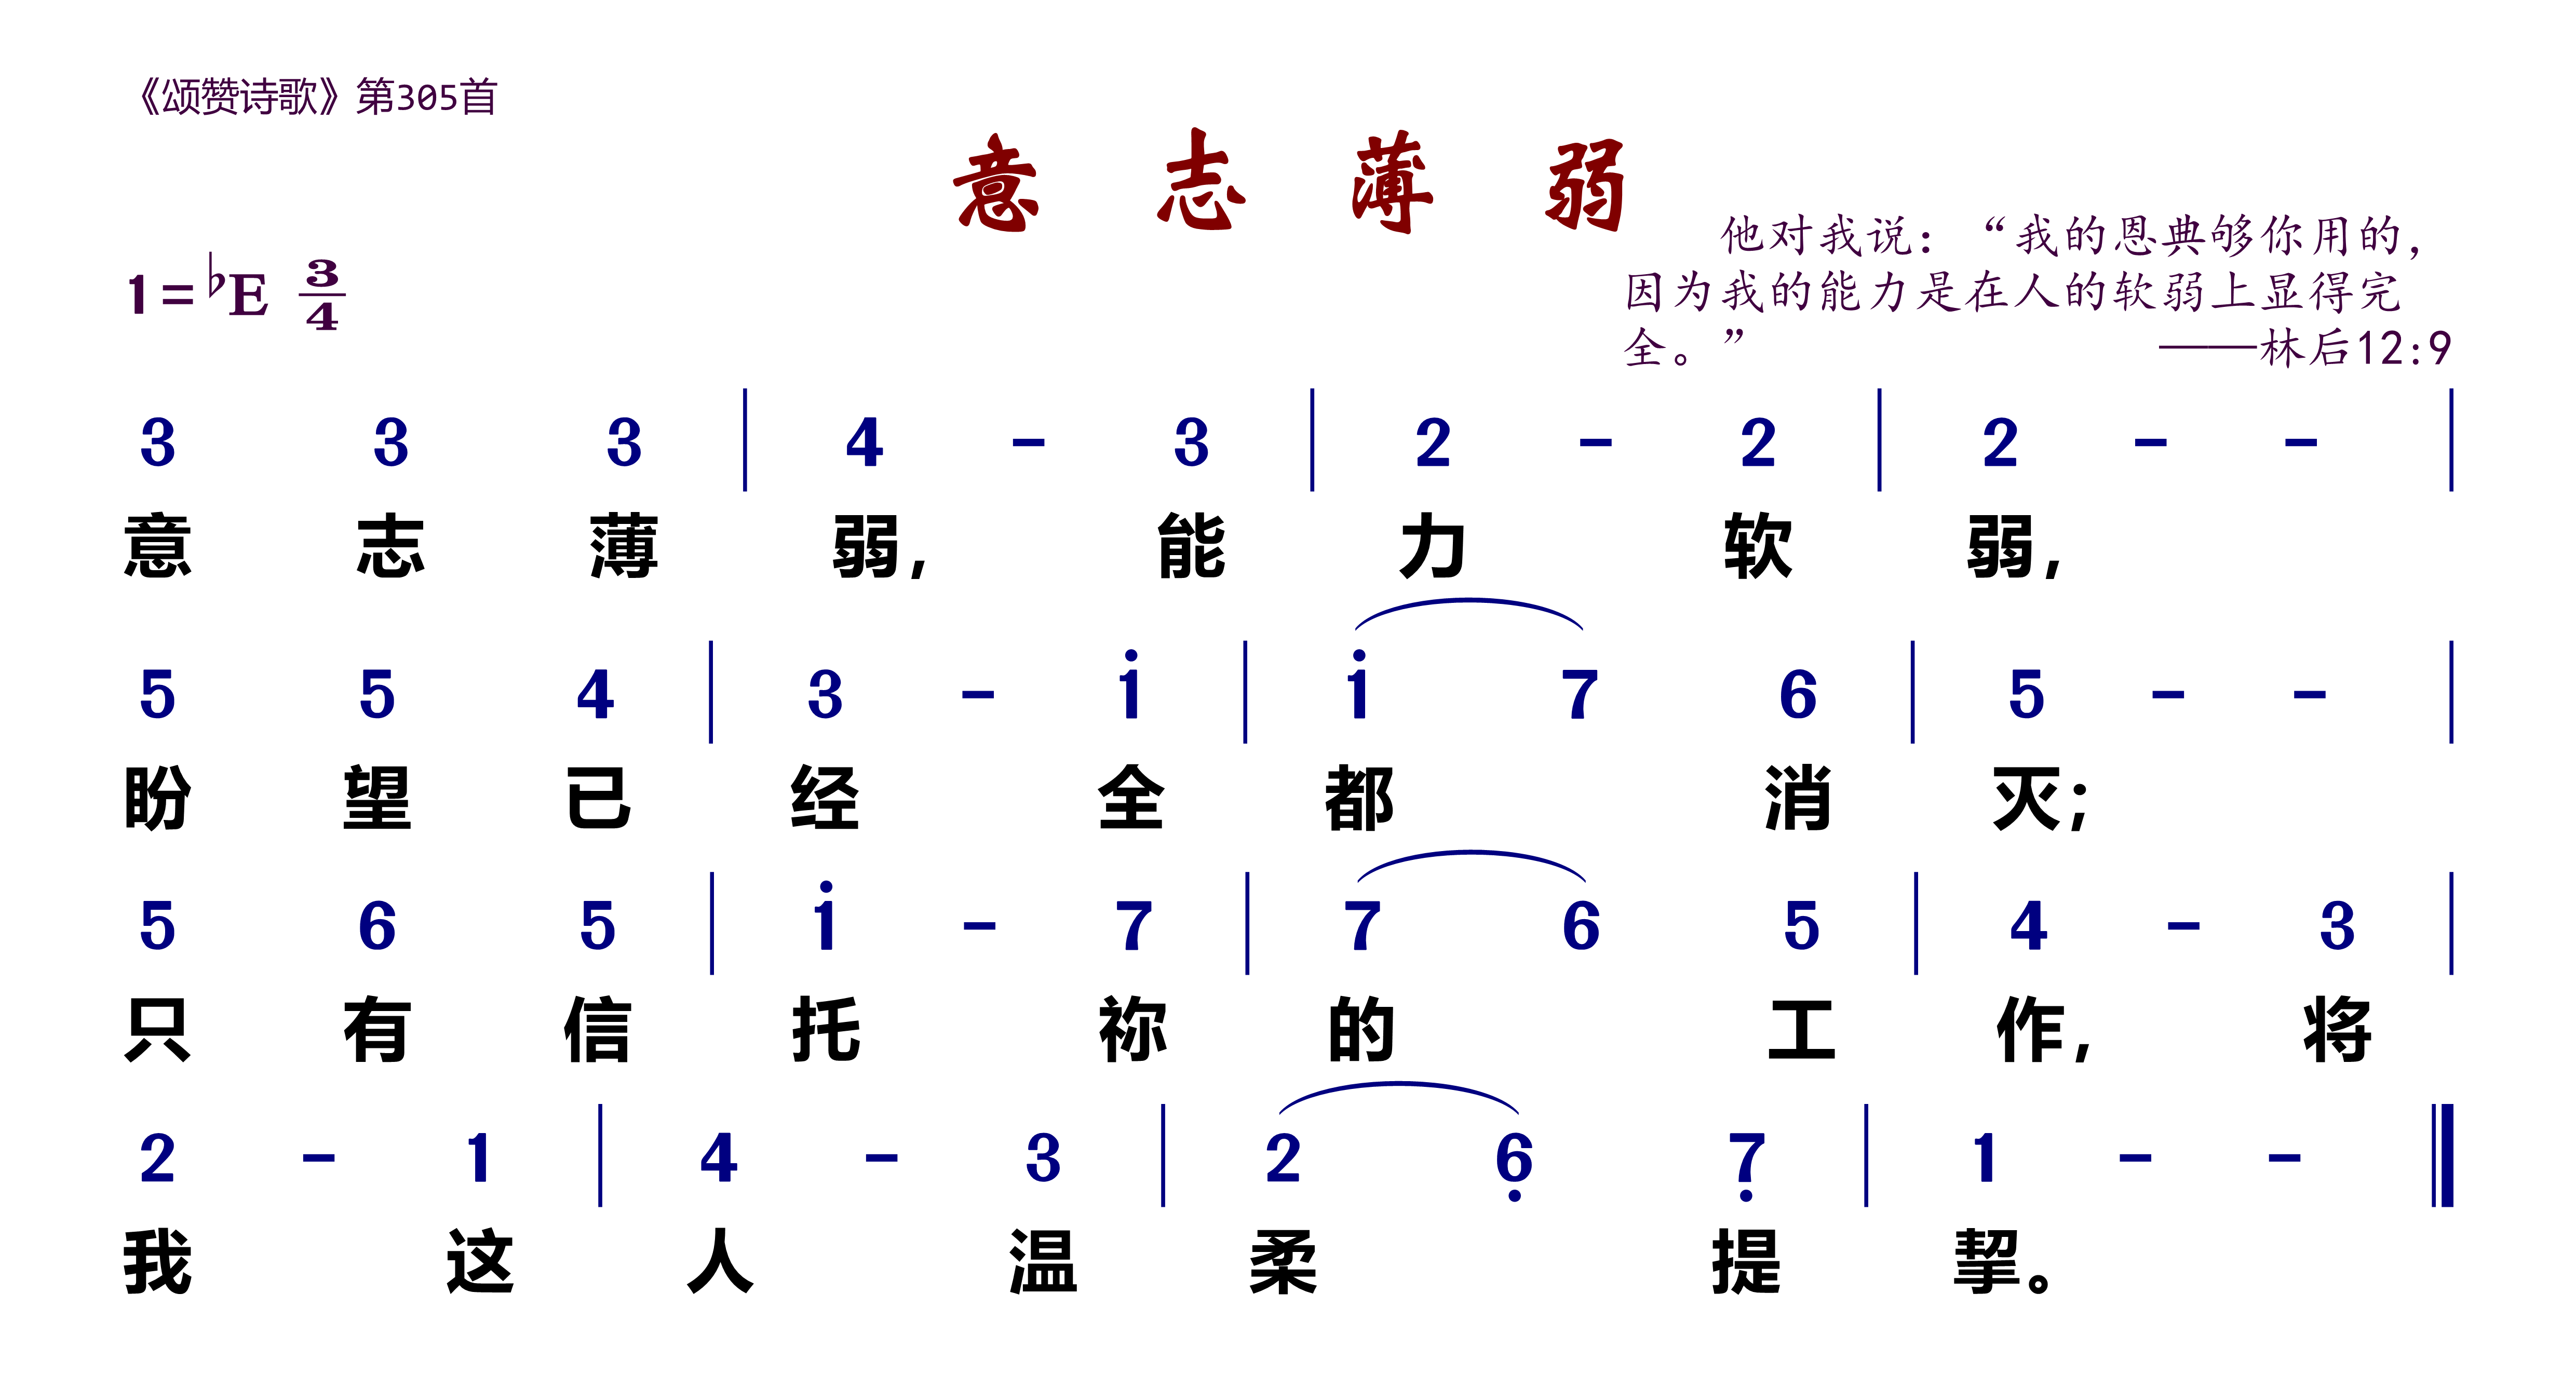 《颂赞诗歌》第305首
意 志 薄 弱
他对我说：“我的恩典够你用的，
因为我的能力是在人的软弱上显得完
全。” ——林后12:9
1=♭E 3/4
3 3 3 | 4 - 3 | 2 - 2 | 2 - - |
意 志 薄 弱, 能 力 软 弱,
5 5 4 | 3 - i | i 7 6 | 5 - - |
盼 望 已 经 全 都 消 灭;
5 6 5 | i - 7 | 7 6 5 | 4 - 3 |
只 有 信 托 祢 的 工 作, 将
2 - 1 | 4 - 3 | 2 6̣ 7̣ | 1 - - ‖
我 这 人 温 柔 提 挈。